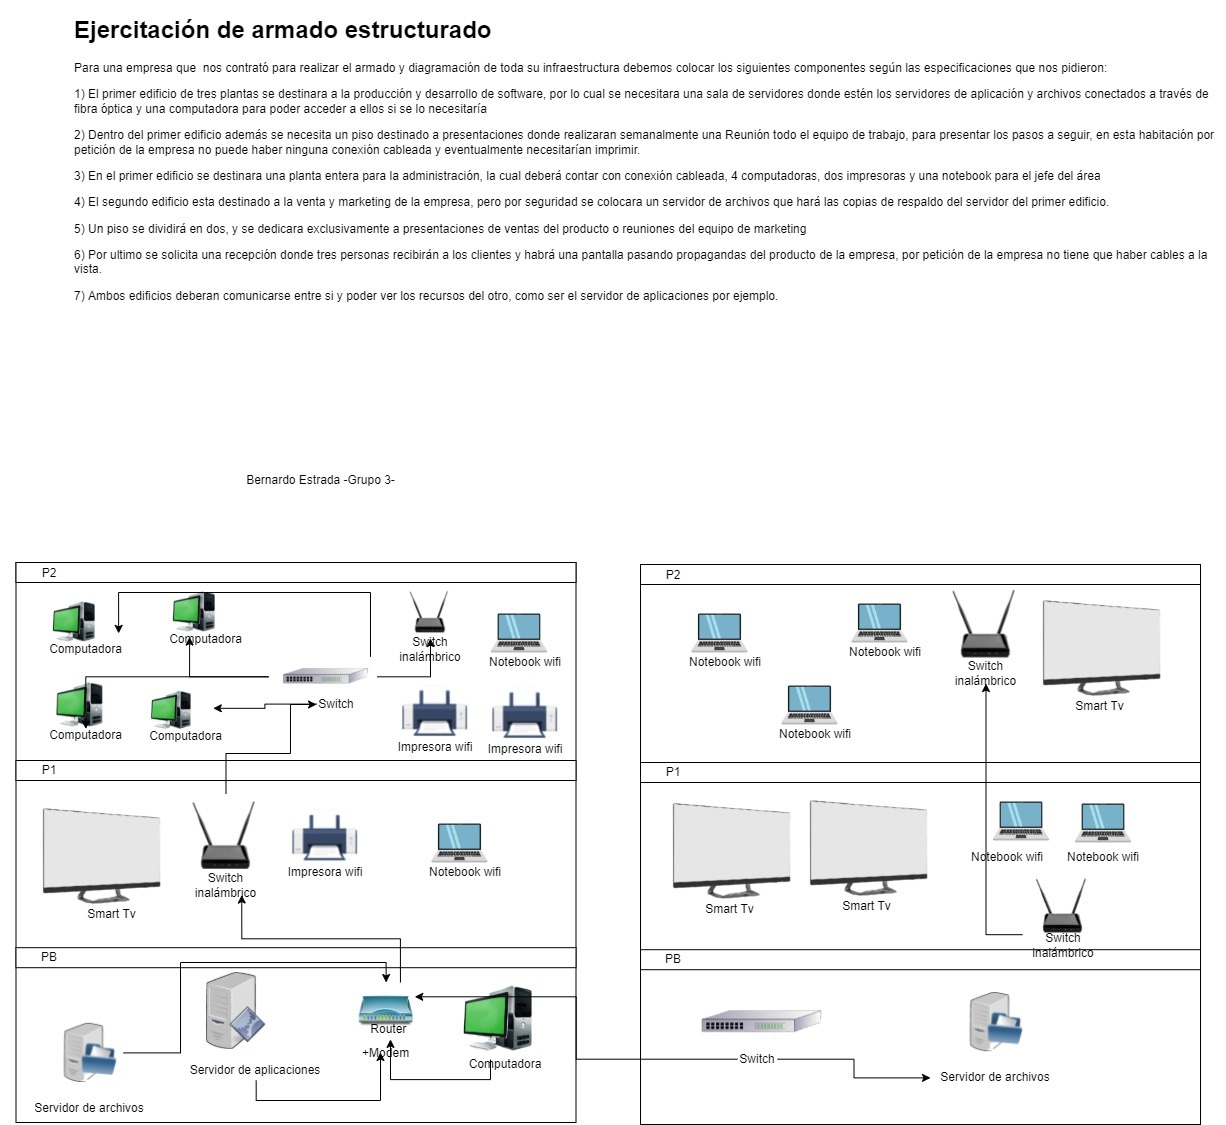 Ejercitación de armado estructurado
Para una empresa que  nos contrató para realizar el armado y diagramación de toda su infraestructura debemos colocar los siguientes componentes según las especificaciones que nos pidieron:
1) El primer edificio de tres plantas se destinara a la producción y desarrollo de software, por lo cual se necesitara una sala de servidores donde estén los servidores de aplicación y archivos conectados a través de
fibra óptica y una computadora para poder acceder a ellos si se lo necesitaría
2) Dentro del primer edificio además se necesita un piso destinado a presentaciones donde realizaran semanalmente una Reunión todo el equipo de trabajo, para presentar los pasos a seguir, en esta habitación por
petición de la empresa no puede haber ninguna conexión cableada y eventualmente necesitarían imprimir.
3) En el primer edificio se destinara una planta entera para la administración, la cual deberá contar con conexión cableada, 4 computadoras, dos impresoras y una notebook para el jefe del área
4) El segundo edificio esta destinado a la venta y marketing de la empresa, pero por seguridad se colocara un servidor de archivos que hará las copias de respaldo del servidor del primer edificio.
5) Un piso se dividirá en dos, y se dedicara exclusivamente a presentaciones de ventas del producto o reuniones del equipo de marketing
6) Por ultimo se solicita una recepción donde tres personas recibirán a los clientes y habrá una pantalla pasando propagandas del producto de la empresa, por petición de la empresa no tiene que haber cables a la
vista.
7) Ambos edificios deberan comunicarse entre si y poder ver los recursos del otro, como ser el servidor de aplicaciones por ejemplo.
Bernardo Estrada -Grupo 3-
P2
Computadora
Computadora
Switch
inalámbrico
Notebook wifi
Switch
Computadora
Computadora
Impresora wifi
Impresora wifi
P1
Smart Tv
Switch
inalámbrico
Impresora wifi
Notebook wifi
PB
Servidor de archivos
Servidor de aplicaciones
Router
+Modem
Computadora
P2
Notebook wifi
Notebook wifi
Switch
inalámbrico
Smart Tv
Notebook wifi
P1
Smart Tv
Smart Tv
Notebook wifi
Notebook wifi
Switch
inalámbrico
PB
Switch
Servidor de archivos